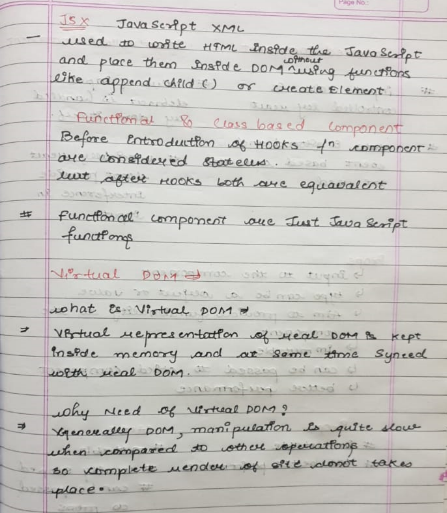 Page No.:
JSX JavaScript XML
used to write HTML inside the JavaScript
and place them inside DOM without using functions
like append child() or create Element
Functional & Class based component
Before introduction of HOOKS fn component
are considered stateless.
but after HOOKS both are equavalent
# Functional component are Just JavaScript
functions
Virtual DOM →
what is Virtual DOM
⇒ Virtual representation of real DOM is kept
inside memory and at same time synced
with real DOM.
why Need of virtual DOM?
⇒ Generally DOM, manipulation is quite slow
when compared to other operations
so complete render of site donot takes
place.